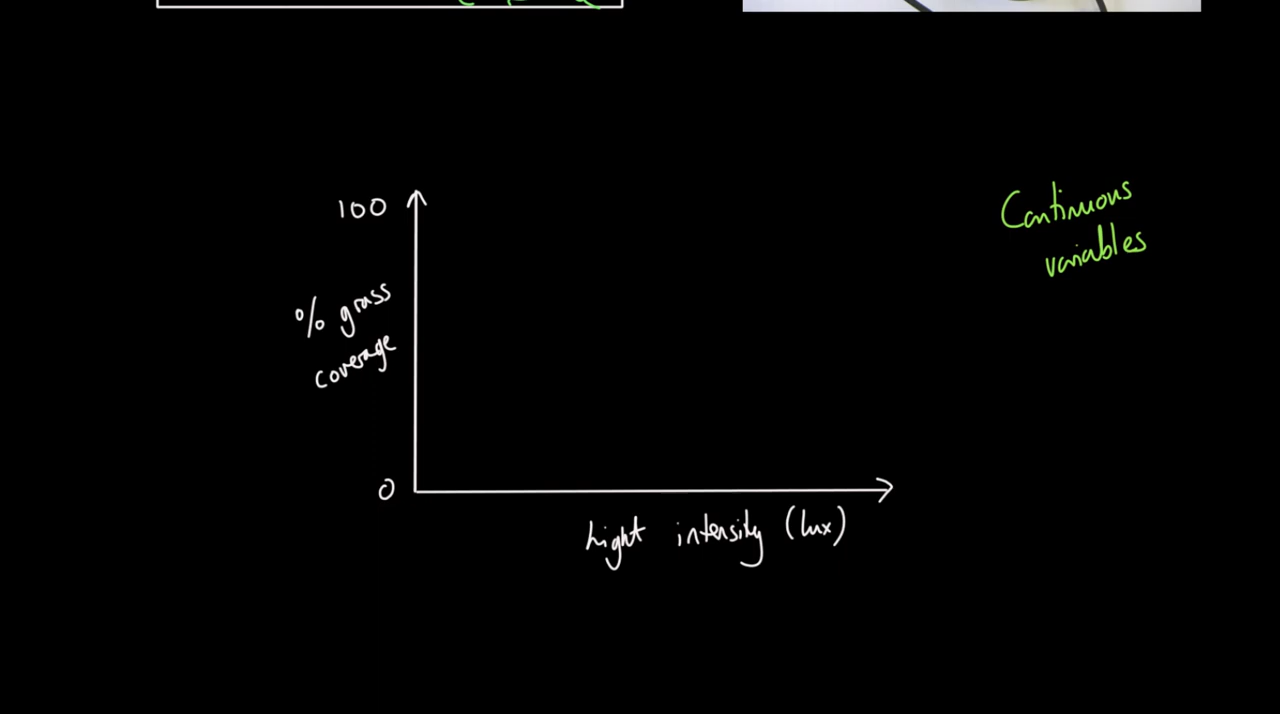 100
% grass
coverage
0
Light intensity (lux)
Continuous
variables